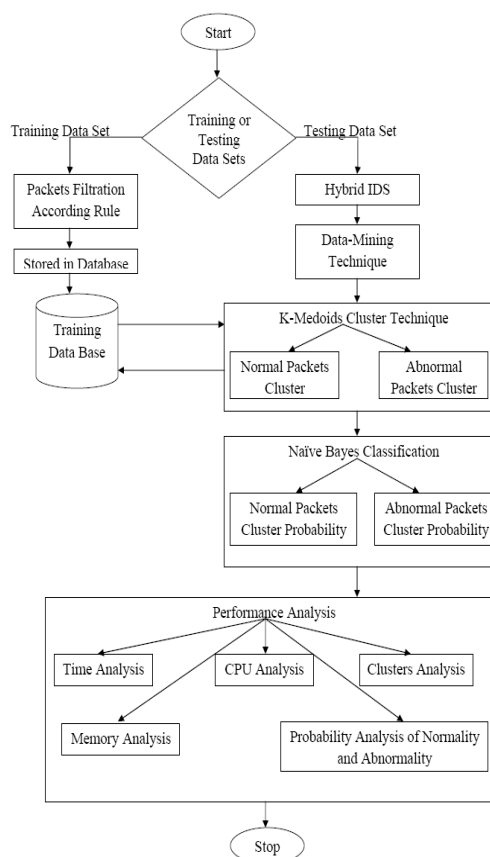 Start
Training or
Testing
Data Sets
Training Data Set
Testing Data Set
Packets Filtration
According Rule
Stored in Database
Training
Data Base
Hybrid IDS
Data-Mining
Technique
K-Medoids Cluster Technique
Normal Packets
Cluster
Abnormal
Packets Cluster
Naïve Bayes Classification
Normal Packets
Cluster Probability
Abnormal Packets
Cluster Probability
Performance Analysis
Time Analysis
CPU Analysis
Clusters Analysis
Memory Analysis
Probability Analysis of Normality
and Abnormality
Stop